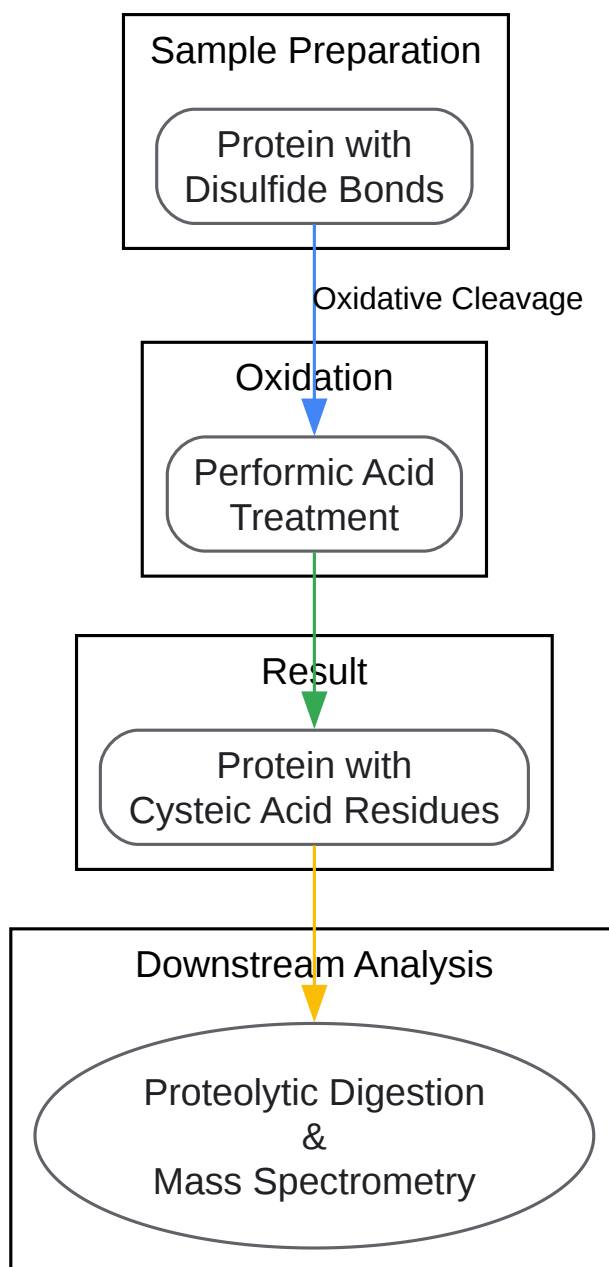 Sample Preparation
Protein with
Disulfide Bonds
Oxidative Cleavage
Oxidation
Performic Acid
Treatment
Result
Protein with
Cysteic Acid Residues
Downstream Analysis
Proteolytic Digestion
&
Mass Spectrometry